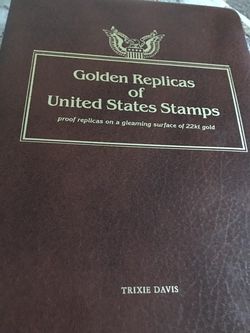 Golden Replicas
of
United States Stamps
proof replicas on a gleaming surface of 22kt gold
TRIXIE DAVIS